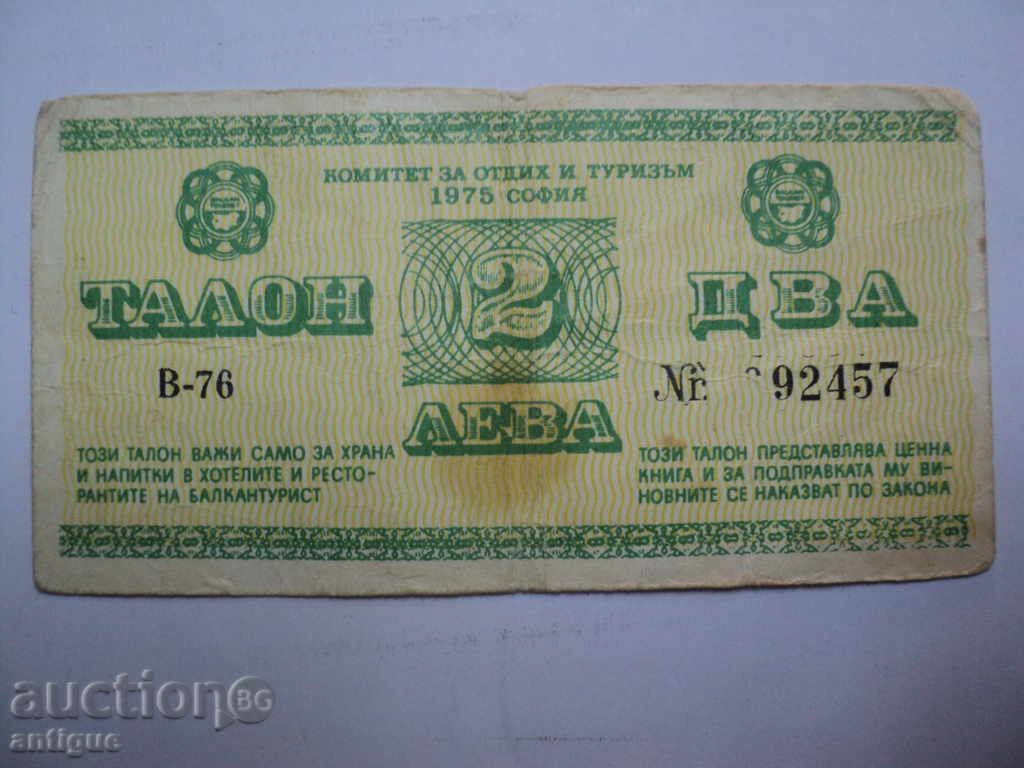 КОМИТЕТ ЗА ОТДИХ И ТУРИЗЪМ
1975 СОФИЯ
ТАЛОН 2 ДВА
В-76
92457
ЛЕВА
ТОЗИ ТАЛОН ВАЖИ САМО ЗА ХРАНА
И НАПИТКИ В ХОТЕЛИТЕ И РЕСТО-
РАНТИТЕ НА БАЛКАНТУРИСТ
ТОЗИ ТАЛОН ПРЕДСТАВЛЯВА ЦЕННА
КНИГА И ЗА ПОДПРАВКАТА МУ ВИ-
НОВНИТЕ СЕ НАКАЗВАТ ПО ЗАКОНА
auction BG
antigue